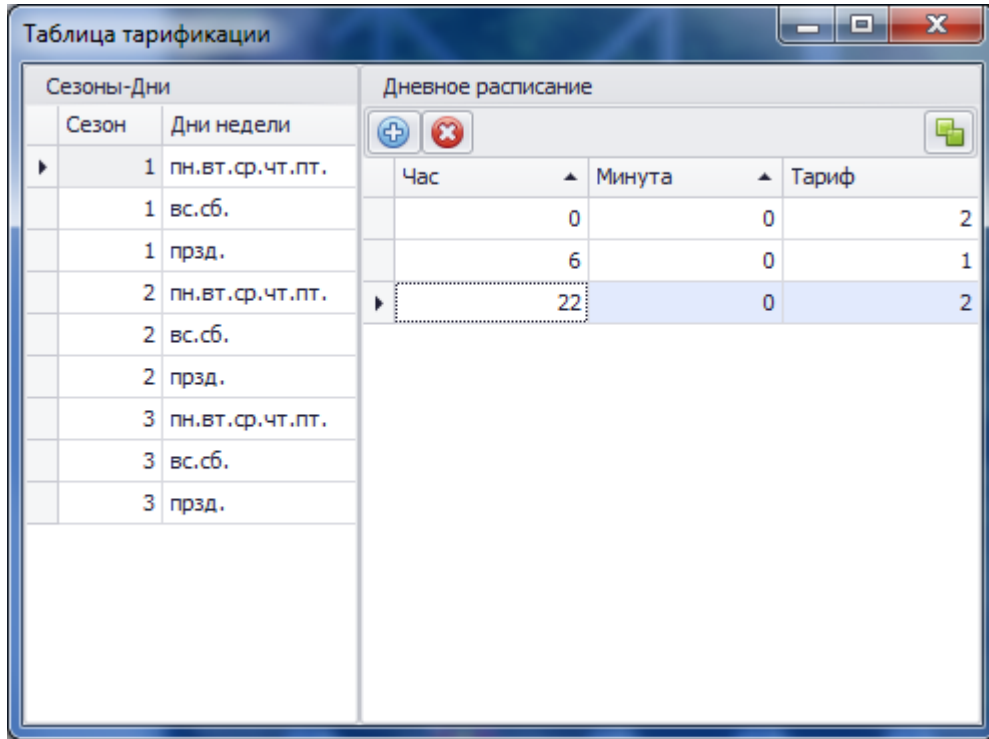 Таблица тарификации
Сезоны-Дни
Сезон Дни недели
1 пн.вт.ср.чт.пт.
1 вс.сб.
1 прзд.
2 пн.вт.ср.чт.пт.
2 вс.сб.
2 прзд.
3 пн.вт.ср.чт.пт.
3 вс.сб.
3 прзд.
Дневное расписание
Час Минута Тариф
0 0 2
6 0 1
22 0 2